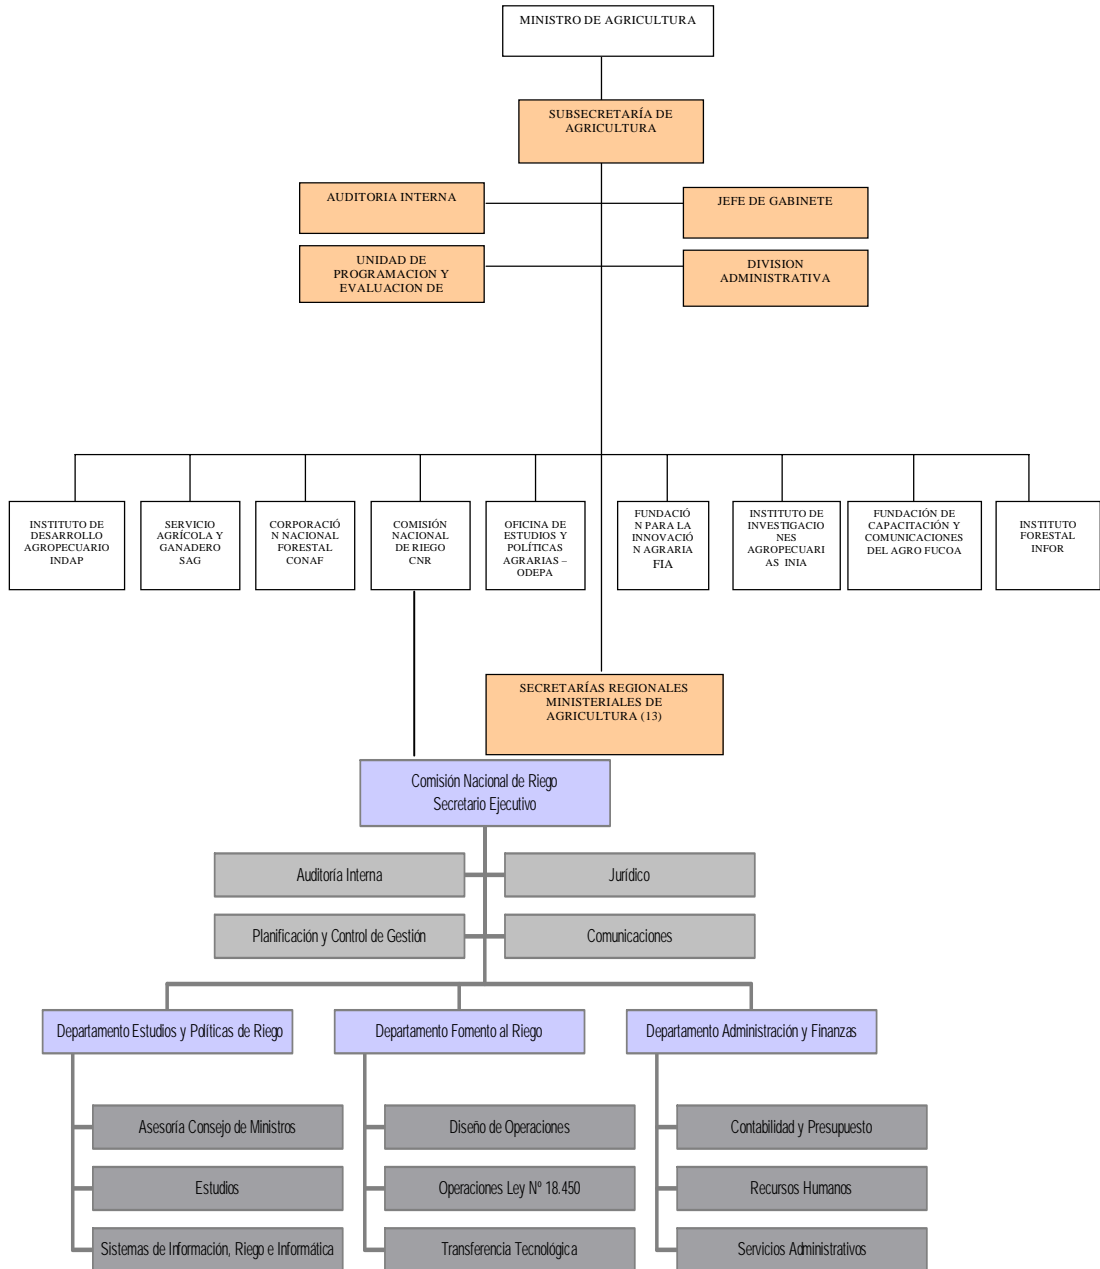 MINISTRO DE AGRICULTURA
SUBSECRETARÍA DE
AGRICULTURA
AUDITORIA INTERNA
JEFE DE GABINETE
UNIDAD DE
PROGRAMACION Y
EVALUACION DE
DIVISION
ADMINISTRATIVA
INSTITUTO DE
DESARROLLO
AGROPECUARIO
INDAP
SERVICIO
AGRÍCOLA Y
GANADERO
SAG
CORPORACIÓ
N NACIONAL
FORESTAL
CONAF
COMISIÓN
NACIONAL
DE RIEGO
CNR
OFICINA DE
ESTUDIOS Y
POLÍTICAS
AGRARIAS –
ODEPA
FUNDACIÓ
N PARA LA
INNOVACIÓ
N AGRARIA
FIA
INSTITUTO DE
INVESTIGACIO
NES
AGROPECUARI
AS INIA
FUNDACIÓN DE
CAPACITACIÓN Y
COMUNICACIONES
DEL AGRO FUCOA
INSTITUTO
FORESTAL
INFOR
SECRETARÍAS REGIONALES
MINISTERIALES DE
AGRICULTURA (13)
Comisión Nacional de Riego
Secretario Ejecutivo
Auditoría Interna
Jurídico
Planificación y Control de Gestión
Comunicaciones
Departamento Estudios y Políticas de Riego
Departamento Fomento al Riego
Departamento Administración y Finanzas
Asesoría Consejo de Ministros
Diseño de Operaciones
Contabilidad y Presupuesto
Estudios
Operaciones Ley Nº 18.450
Recursos Humanos
Sistemas de Información, Riego e Informática
Transferencia Tecnológica
Servicios Administrativos